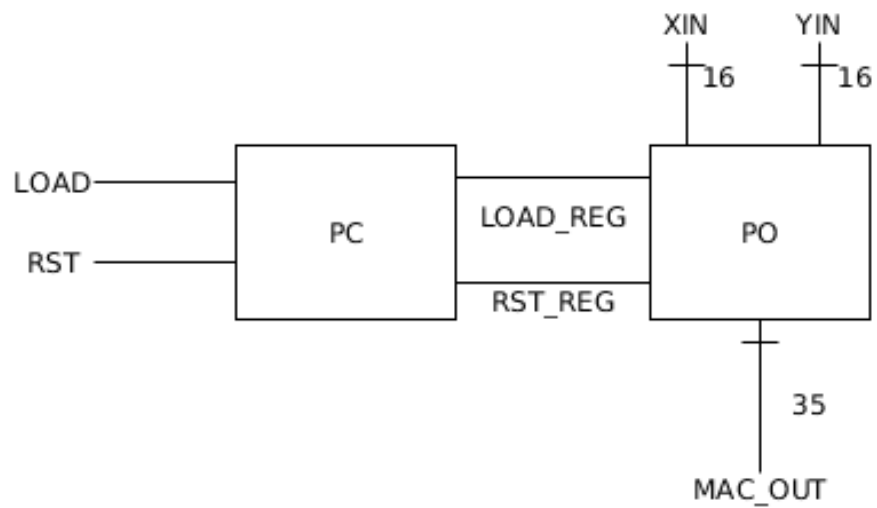 XIN YIN
16 16
LOAD
PC
LOAD_REG
PO
RST
RST_REG
35
MAC_OUT